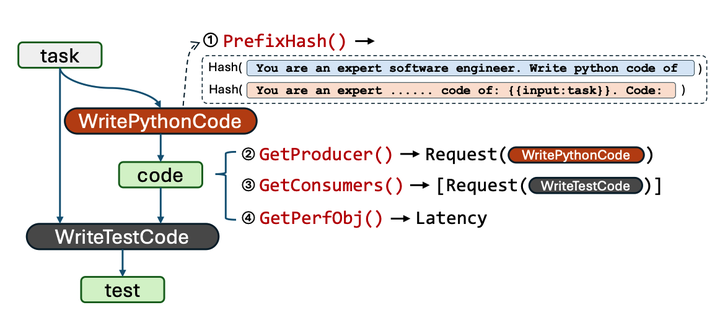 ① PrefixHash() →
task
Hash( You are an expert software engineer. Write python code of )
Hash( You are an expert ...... code of: {{input:task}}. Code: )
WritePythonCode
② GetProducer() → Request(WritePythonCode)
code
③ GetConsumers() → [Request(WriteTestCode)]
④ GetPerfObj() → Latency
WriteTestCode
test